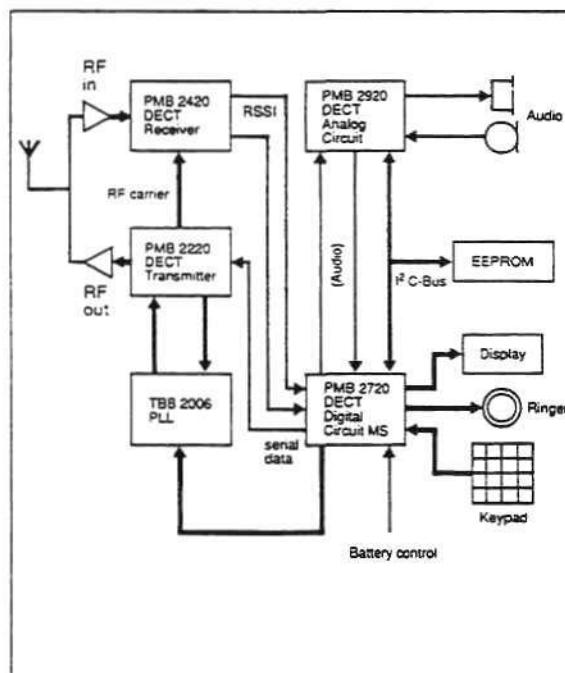 RF
in
PMB 2420
DECT
Receiver
RSSI
PMB 2920
DECT
Analog
Circuit
Audio
RF carrier
PMB 2220
DECT
Transmitter
RF
out
(Audio)
I² C-Bus
EEPROM
TBB 2006
PLL
PMB 2720
DECT
Digital
Circuit MS
Display
Ringer
serial
data
Keypad
Battery control